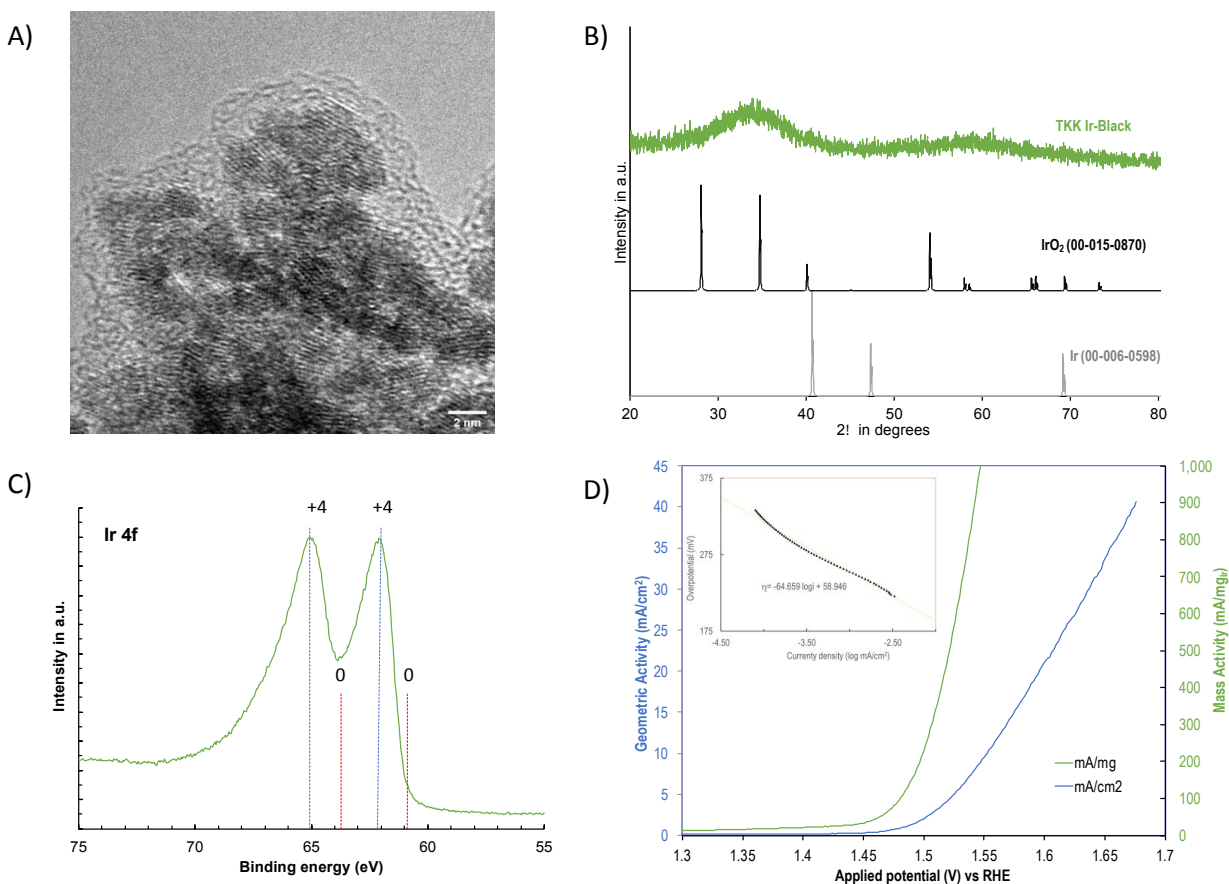 A)
2 nm
B)
Intensity in a.u.
TKK Ir-Black
IrO2 (00-015-0870)
Ir (00-006-0598)
20 30 40 50 60 70 80
2! in degrees
C)
Ir 4f
+4 +4
0 0
Intensity in a.u.
75 70 65 60 55
Binding energy (eV)
D)
Geometric Activity (mA/cm²)
45
40
35
30
25
20
15
10
5
0
375
275
175
Overpotential (mV)
η= -64.659 logi + 58.946
-4.50 -3.50 -2.50
Currenty density (log mA/cm²)
mA/mg
mA/cm2
1,000
900
800
700
600
500
400
300
200
100
0
Mass Activity (mA/mgIr)
1.3 1.35 1.4 1.45 1.5 1.55 1.6 1.65 1.7
Applied potential (V) vs RHE